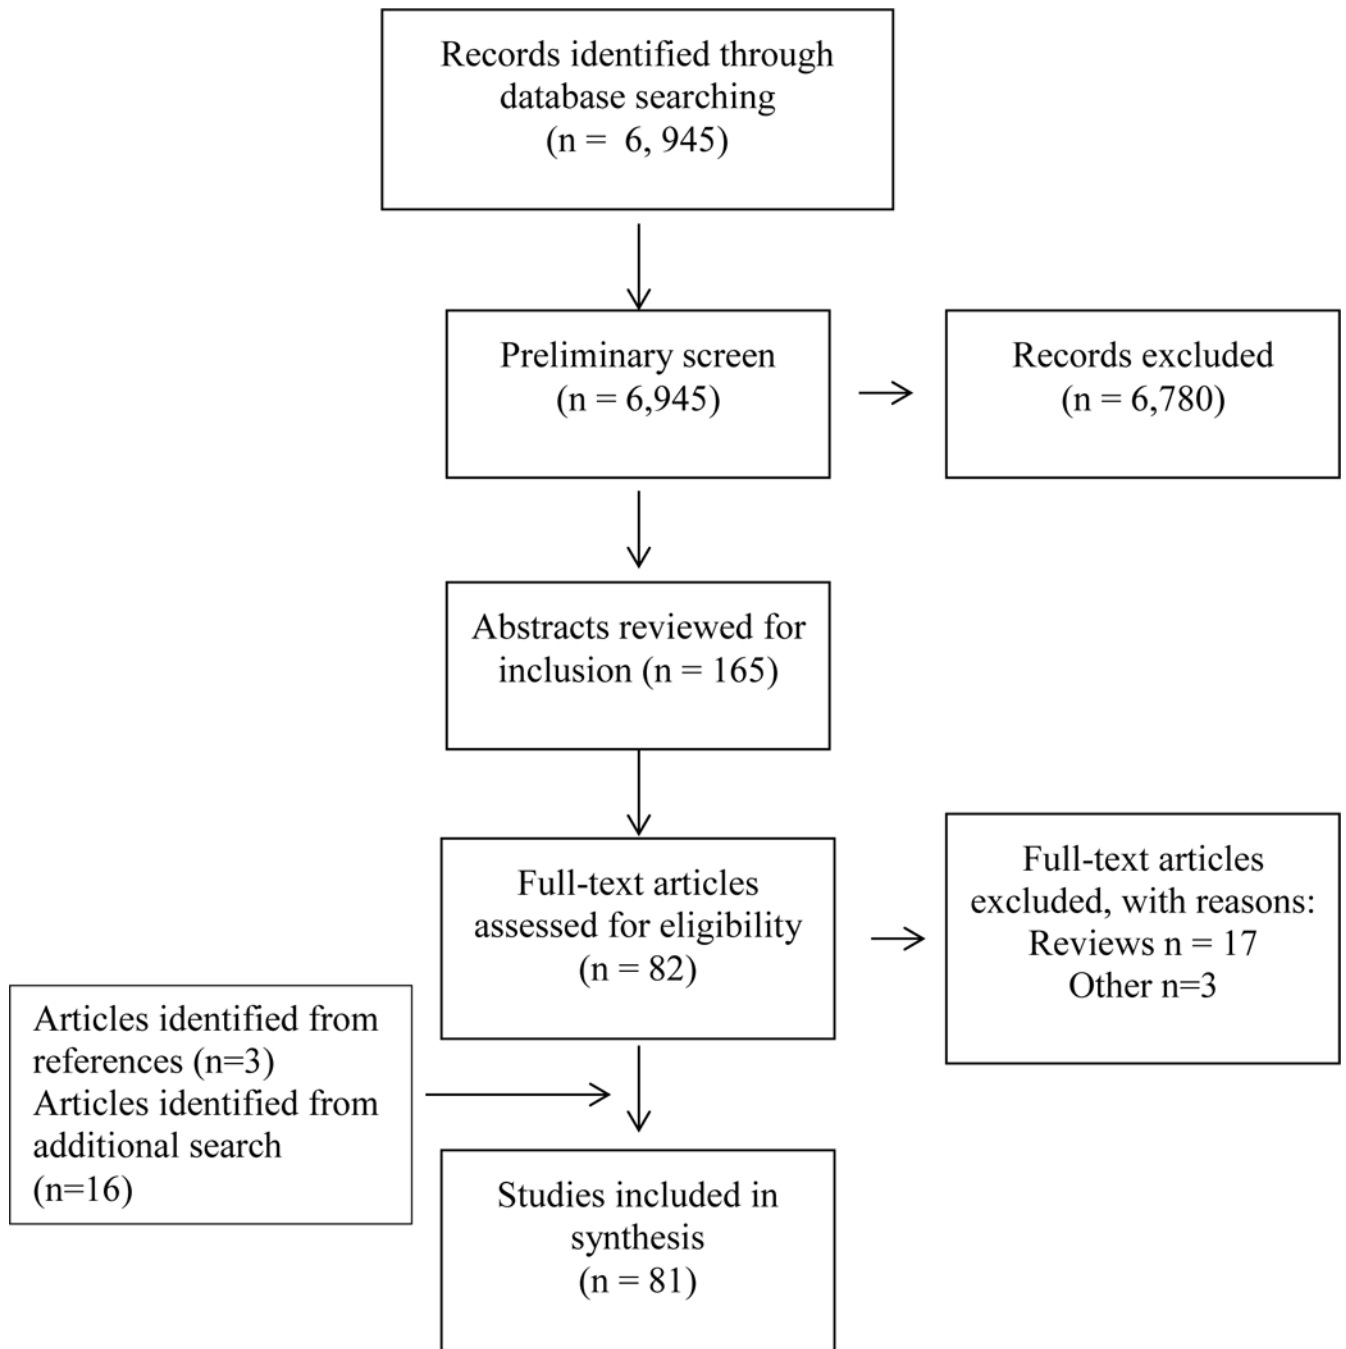 Records identified through
database searching
(n =  6, 945)
Preliminary screen
(n = 6,945)
Records excluded
(n = 6,780)
Abstracts reviewed for
inclusion (n = 165)
Full-text articles
assessed for eligibility
(n = 82)
Full-text articles
excluded, with reasons:
Reviews n = 17
Other n=3
Articles identified from
references (n=3)
Articles identified from
additional search
(n=16)
Studies included in
synthesis
(n = 81)